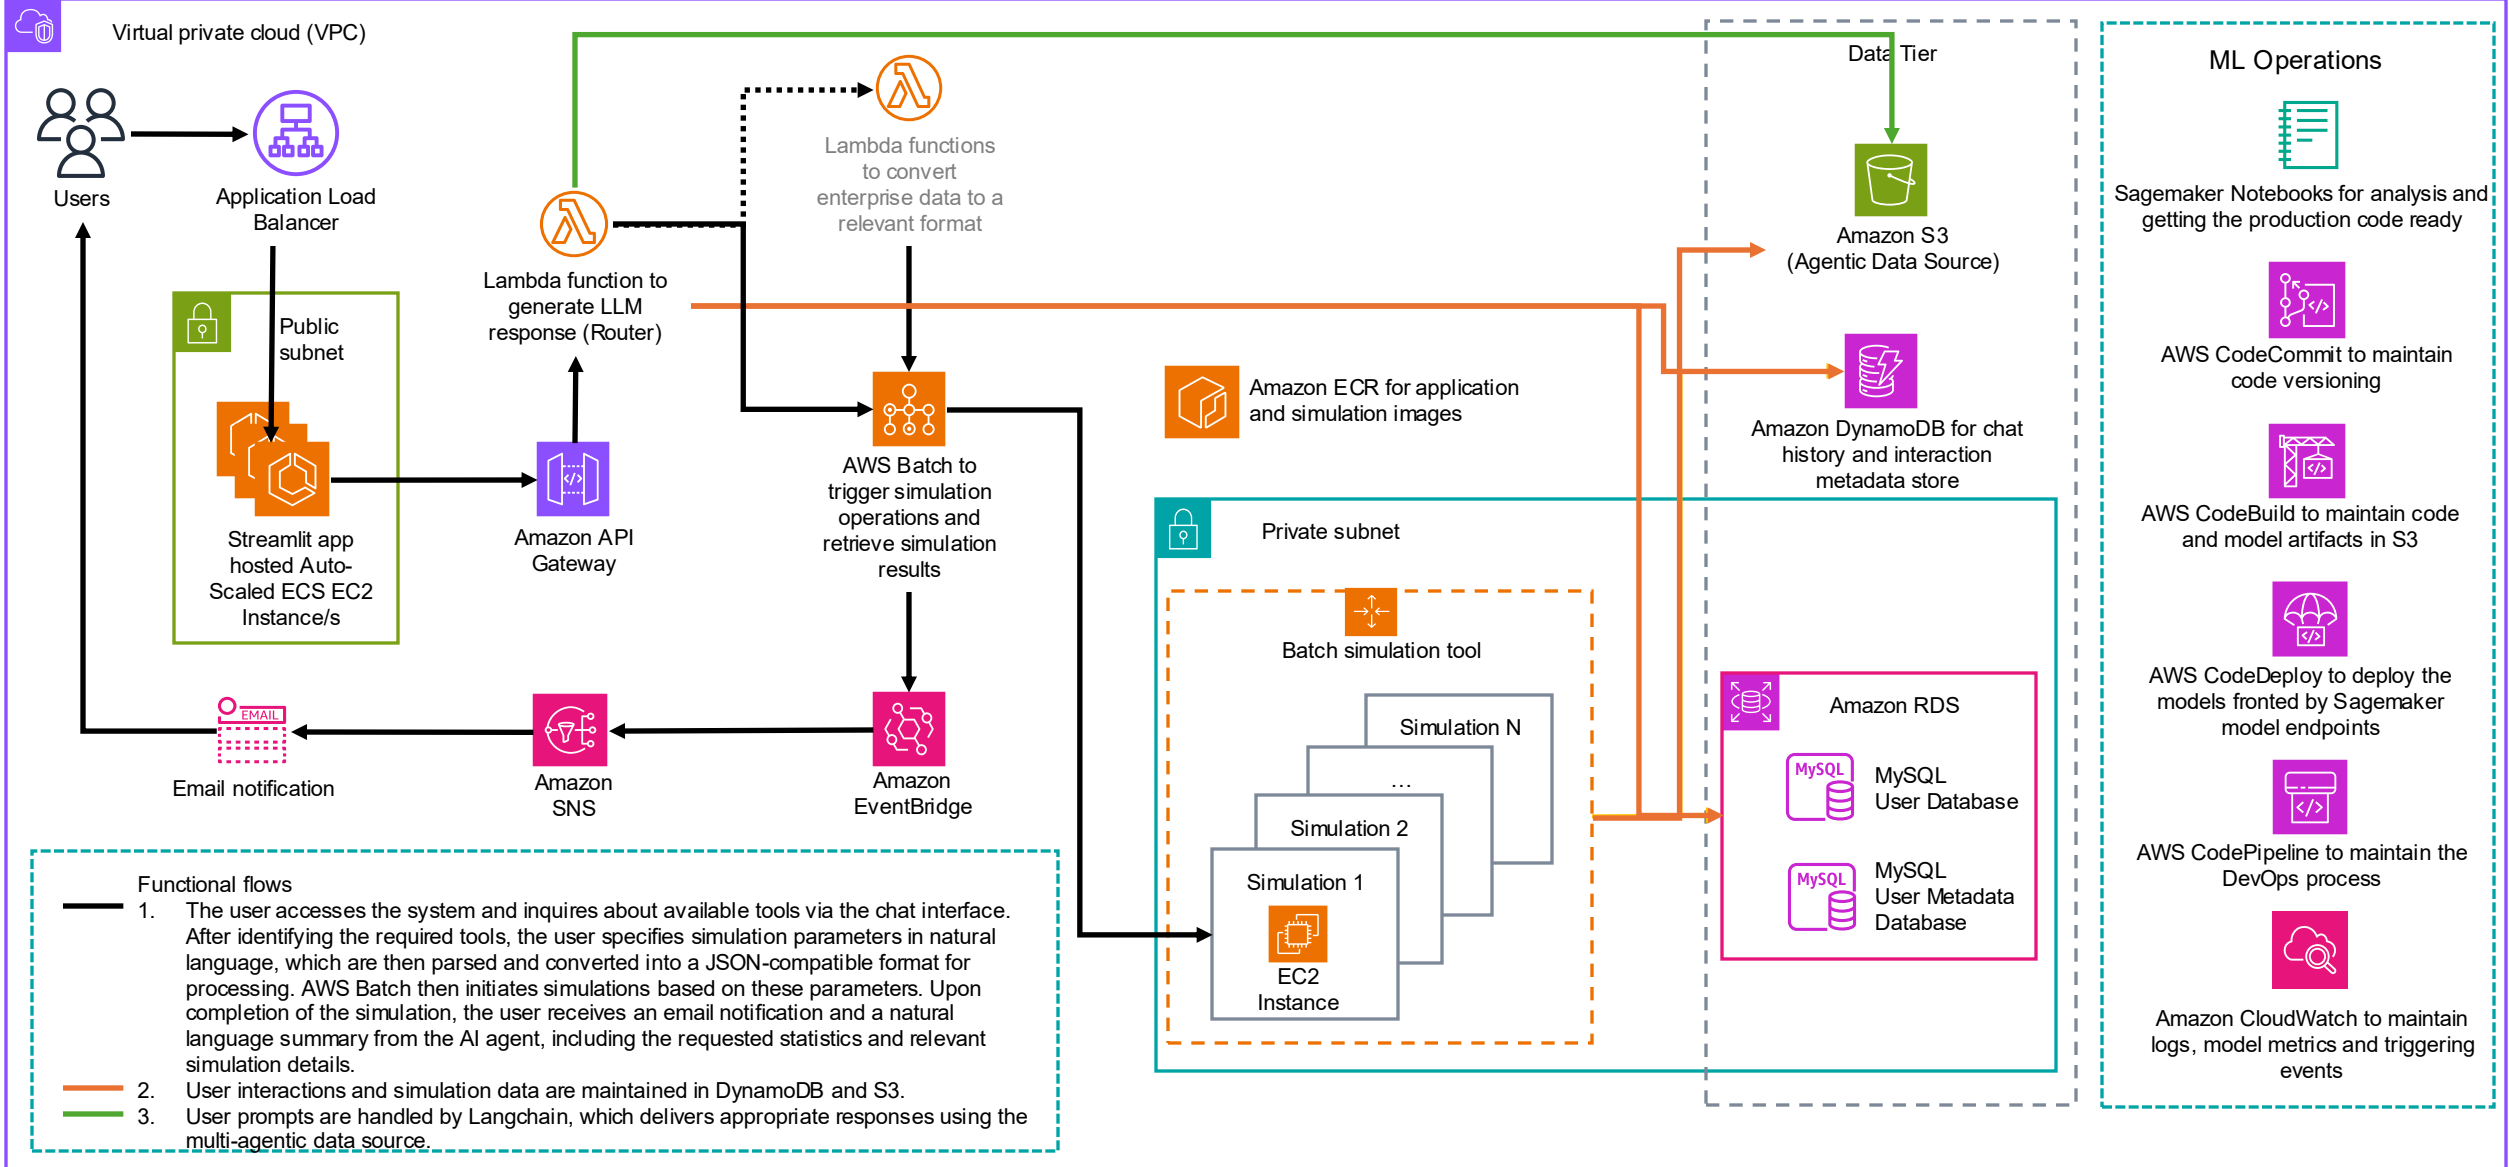 Virtual private cloud (VPC)
Users
Application Load
Balancer
Public
subnet
Streamlit app
hosted Auto-
Scaled ECS EC2
Instance/s
Amazon API
Gateway
Lambda function to
generate LLM
response (Router)
Lambda functions
to convert
enterprise data to a
relevant format
AWS Batch to
trigger simulation
operations and
retrieve simulation
results
Amazon
EventBridge
Amazon
SNS
EMAIL
Email notification
Amazon ECR for application
and simulation images
Private subnet
Batch simulation tool
Simulation N
...
Simulation 2
Simulation 1
EC2
Instance
Data Tier
Amazon S3
(Agentic Data Source)
Amazon DynamoDB for chat
history and interaction
metadata store
Amazon RDS
MySQL
MySQL
User Database
MySQL
MySQL
User Metadata
Database
ML Operations
Sagemaker Notebooks for analysis and
getting the production code ready
AWS CodeCommit to maintain
code versioning
AWS CodeBuild to maintain code
and model artifacts in S3
AWS CodeDeploy to deploy the
models fronted by Sagemaker
model endpoints
AWS CodePipeline to maintain the
DevOps process
Amazon CloudWatch to maintain
logs, model metrics and triggering
events
Functional flows
1. The user accesses the system and inquires about available tools via the chat interface.
After identifying the required tools, the user specifies simulation parameters in natural
language, which are then parsed and converted into a JSON-compatible format for
processing. AWS Batch then initiates simulations based on these parameters. Upon
completion of the simulation, the user receives an email notification and a natural
language summary from the AI agent, including the requested statistics and relevant
simulation details.
2. User interactions and simulation data are maintained in DynamoDB and S3.
3. User prompts are handled by Langchain, which delivers appropriate responses using the
multi-agentic data source.